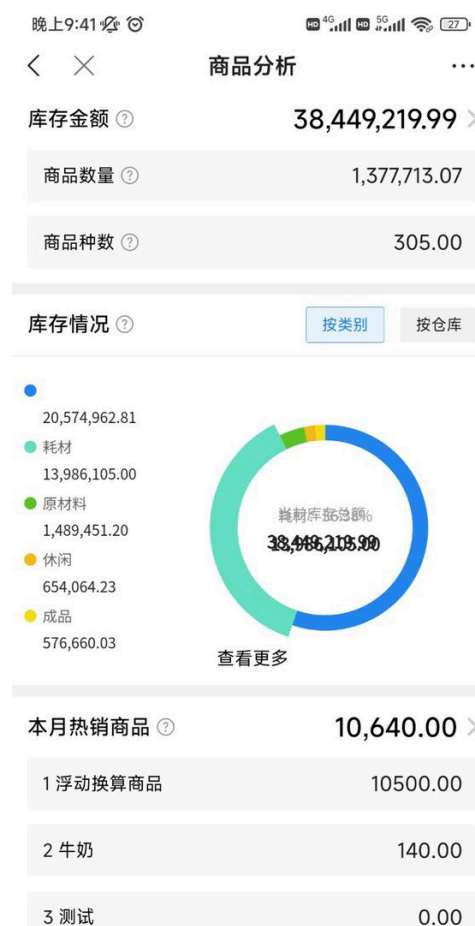 晚上9:41
HD 4G HD 5G 27
商品分析
库存金额 38,449,219.99
商品数量 1,377,713.07
商品种数 305.00
库存情况 按类别 按仓库
20,574,962.81
耗材
13,986,105.00
原材料
1,489,451.20
休闲
654,064.23
成品
576,660.03
查看更多
本月热销商品 10,640.00
1 浮动换算商品 10500.00
2 牛奶 140.00
3 测试 0.00